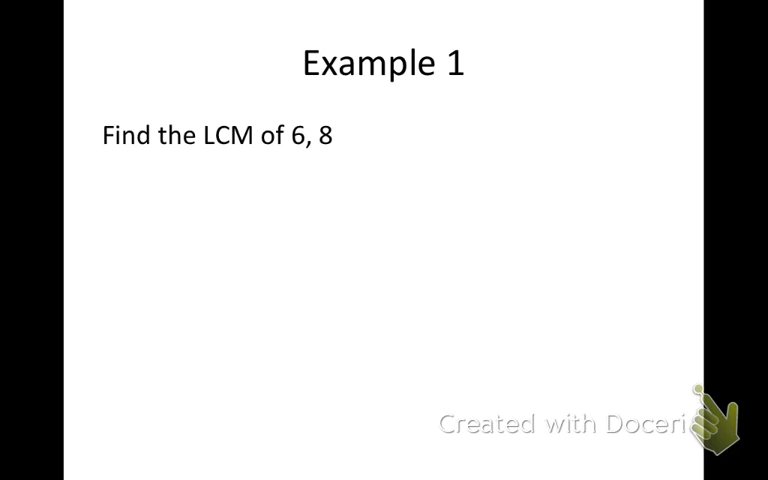 Example 1
Find the LCM of 6, 8
Created with Doceri